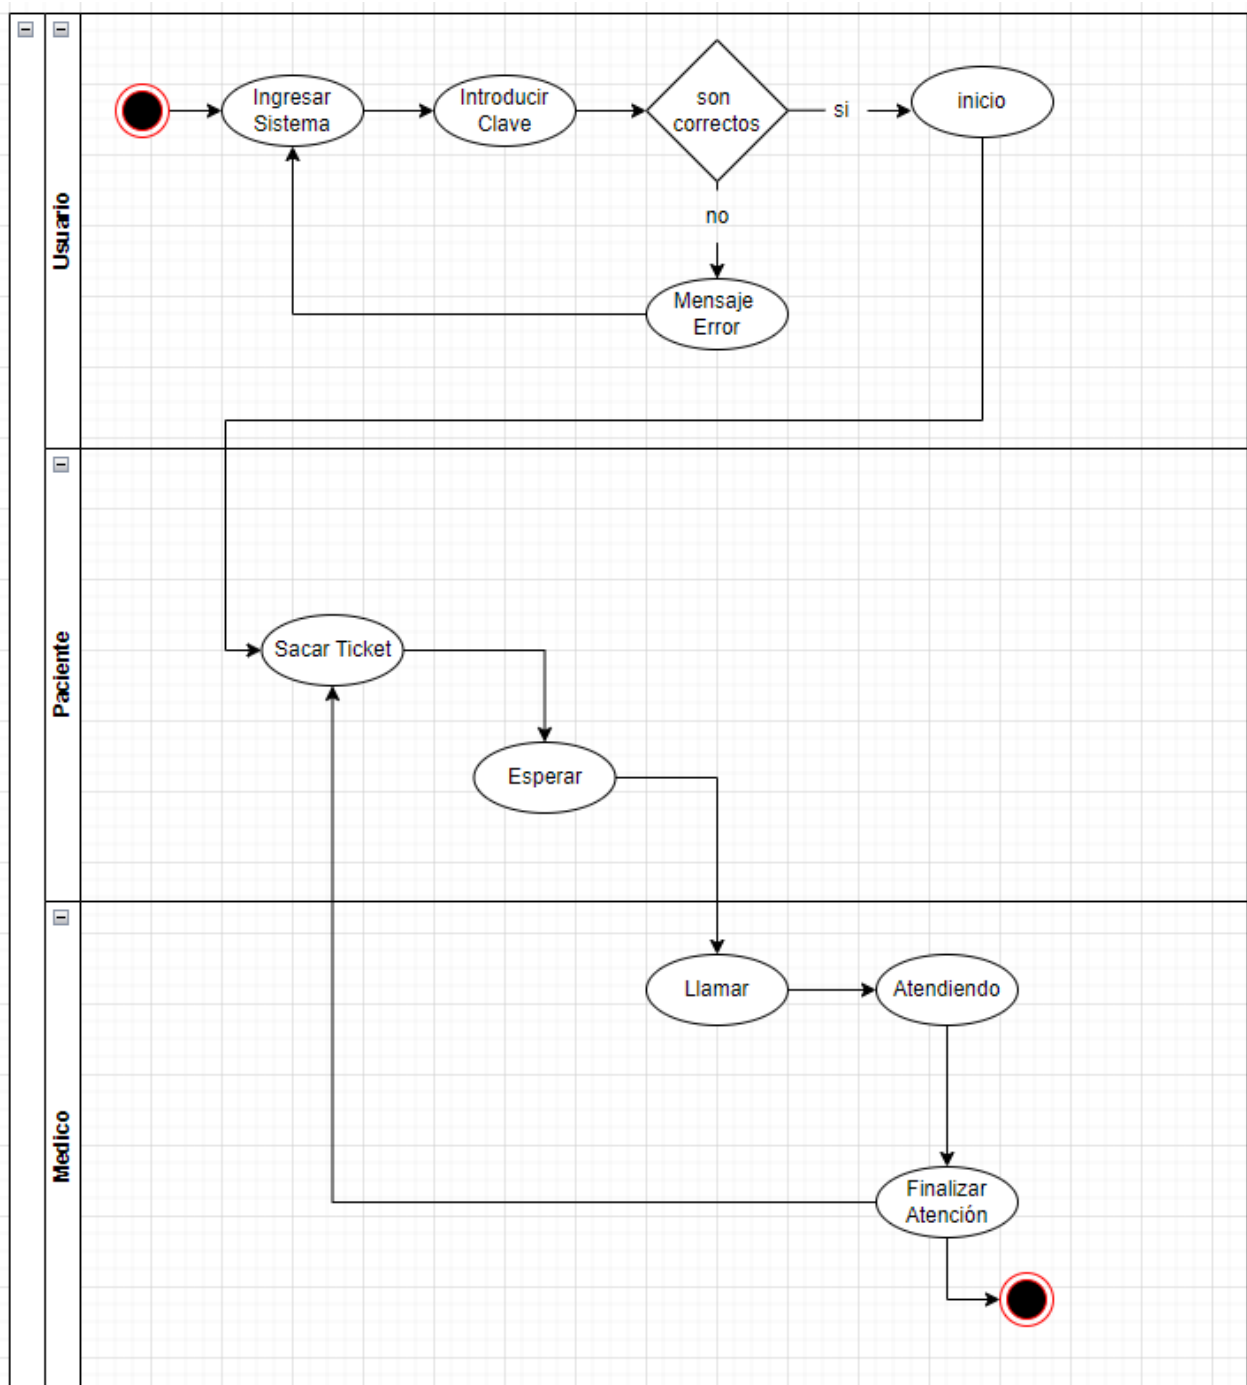 Usuario
Ingresar
Sistema
Introducir
Clave
son
correctos
si
inicio
no
Mensaje
Error
Paciente
Sacar Ticket
Esperar
Medico
Llamar
Atendiendo
Finalizar
Atención